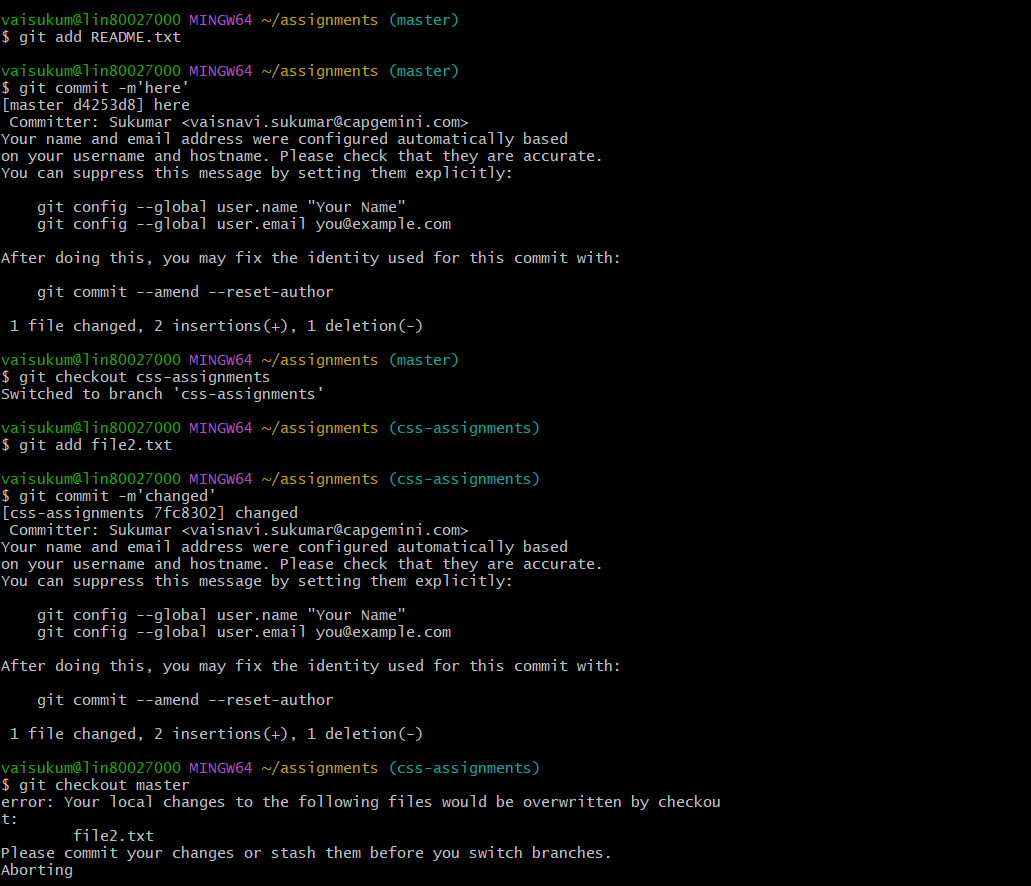 vaisukum@lin80027000 MINGW64 ~/assignments (master)
$ git add README.txt

vaisukum@lin80027000 MINGW64 ~/assignments (master)
$ git commit -m'here'
[master d4253d8] here
 Committer: Sukumar <vaisnavi.sukumar@capgemini.com>
Your name and email address were configured automatically based
on your username and hostname. Please check that they are accurate.
You can suppress this message by setting them explicitly:

    git config --global user.name "Your Name"
    git config --global user.email you@example.com

After doing this, you may fix the identity used for this commit with:

    git commit --amend --reset-author

 1 file changed, 2 insertions(+), 1 deletion(-)

vaisukum@lin80027000 MINGW64 ~/assignments (master)
$ git checkout css-assignments
Switched to branch 'css-assignments'

vaisukum@lin80027000 MINGW64 ~/assignments (css-assignments)
$ git add file2.txt

vaisukum@lin80027000 MINGW64 ~/assignments (css-assignments)
$ git commit -m'changed'
[css-assignments 7fc8302] changed
 Committer: Sukumar <vaisnavi.sukumar@capgemini.com>
Your name and email address were configured automatically based
on your username and hostname. Please check that they are accurate.
You can suppress this message by setting them explicitly:

    git config --global user.name "Your Name"
    git config --global user.email you@example.com

After doing this, you may fix the identity used for this commit with:

    git commit --amend --reset-author

 1 file changed, 2 insertions(+), 1 deletion(-)

vaisukum@lin80027000 MINGW64 ~/assignments (css-assignments)
$ git checkout master
error: Your local changes to the following files would be overwritten by checkou
t:
        file2.txt
Please commit your changes or stash them before you switch branches.
Aborting